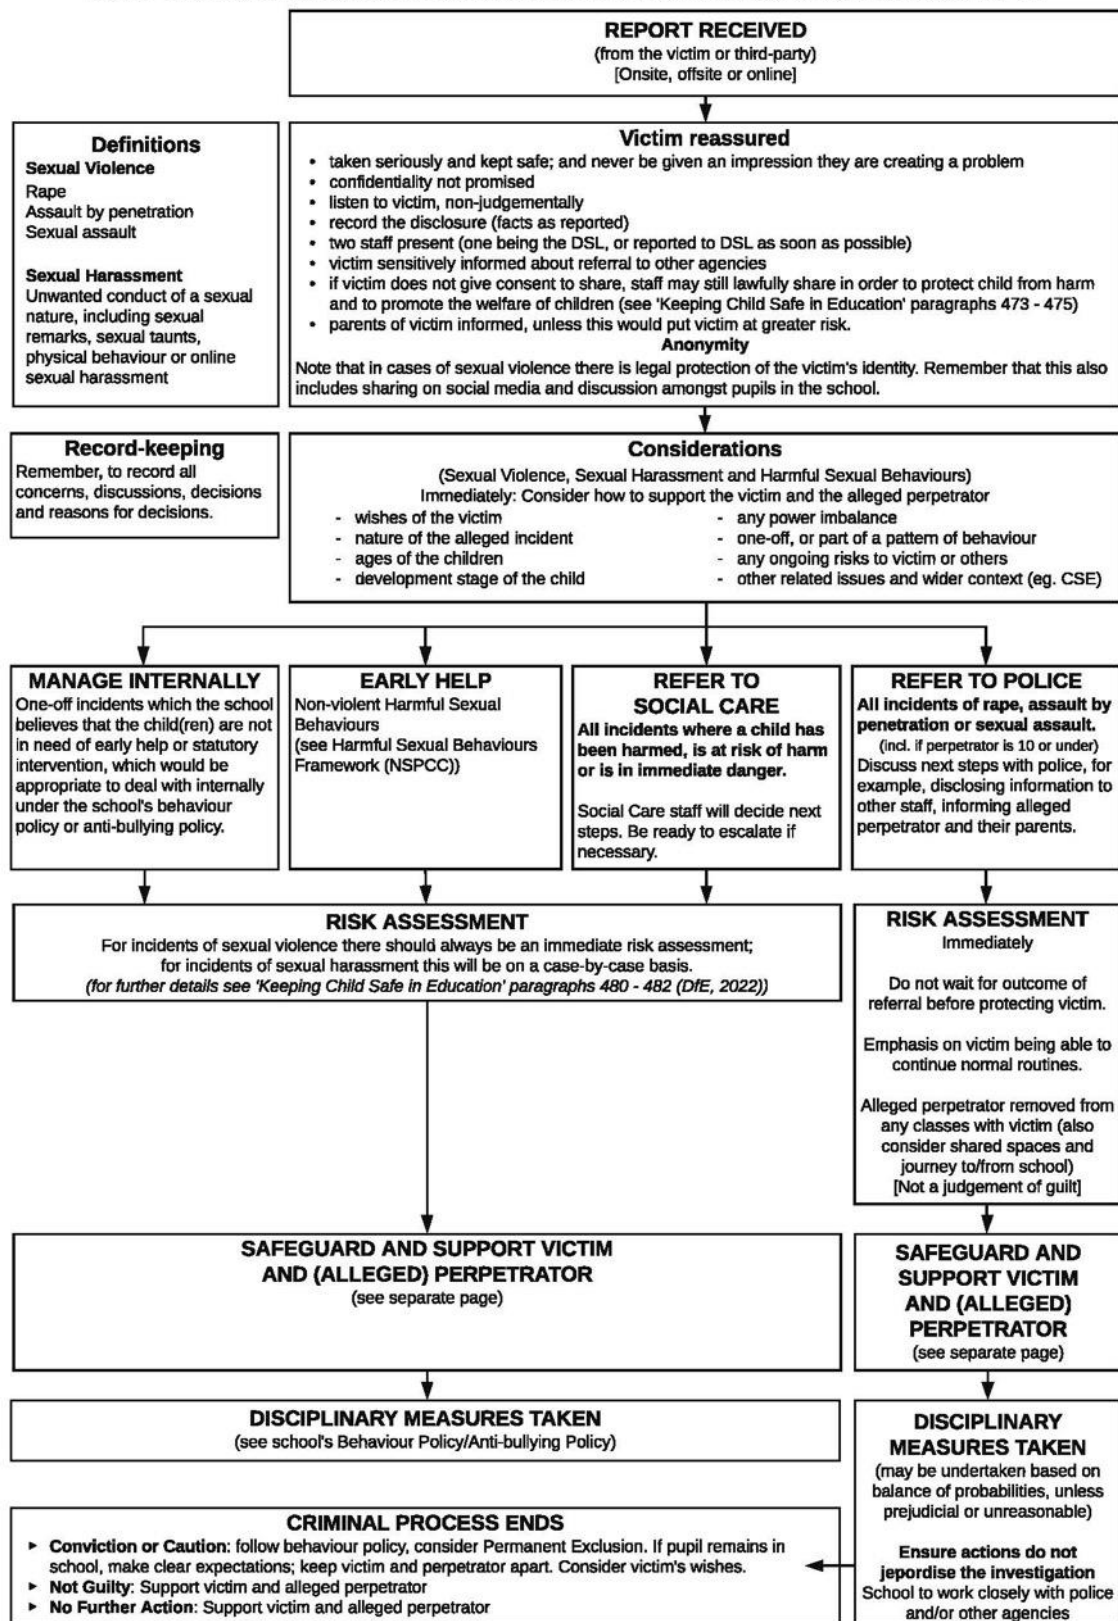 REPORT RECEIVED
(from the victim or third-party)
[Onsite, offsite or online]
Definitions
Sexual Violence
Rape
Assault by penetration
Sexual assault
Sexual Harassment
Unwanted conduct of a sexual
nature, including sexual
remarks, sexual taunts,
physical behaviour or online
sexual harassment
Victim reassured
• taken seriously and kept safe; and never be given an impression they are creating a problem
• confidentiality not promised
• listen to victim, non-judgementally
• record the disclosure (facts as reported)
• two staff present (one being the DSL, or reported to DSL as soon as possible)
• victim sensitively informed about referral to other agencies
• if victim does not give consent to share, staff may still lawfully share in order to protect child from harm
and to promote the welfare of children (see 'Keeping Child Safe in Education' paragraphs 473 - 475)
• parents of victim informed, unless this would put victim at greater risk.
Anonymity
Note that in cases of sexual violence there is legal protection of the victim's identity. Remember that this also
includes sharing on social media and discussion amongst pupils in the school.
Record-keeping
Remember, to record all
concerns, discussions, decisions
and reasons for decisions.
Considerations
(Sexual Violence, Sexual Harassment and Harmful Sexual Behaviours)
Immediately: Consider how to support the victim and the alleged perpetrator
- wishes of the victim
- nature of the alleged incident
- ages of the children
- development stage of the child
- any power imbalance
- one-off, or part of a pattern of behaviour
- any ongoing risks to victim or others
- other related issues and wider context (eg. CSE)
MANAGE INTERNALLY
One-off incidents which the school
believes that the child(ren) are not
in need of early help or statutory
intervention, which would be
appropriate to deal with internally
under the school's behaviour
policy or anti-bullying policy.
EARLY HELP
Non-violent Harmful Sexual
Behaviours
(see Harmful Sexual Behaviours
Framework (NSPCC))
REFER TO
SOCIAL CARE
All incidents where a child has
been harmed, is at risk of harm
or is in immediate danger.
Social Care staff will decide next
steps. Be ready to escalate if
necessary.
REFER TO POLICE
All incidents of rape, assault by
penetration or sexual assault.
(incl. if perpetrator is 10 or under)
Discuss next steps with police, for
example, disclosing information to
other staff, informing alleged
perpetrator and their parents.
RISK ASSESSMENT
For incidents of sexual violence there should always be an immediate risk assessment;
for incidents of sexual harassment this will be on a case-by-case basis.
(for further details see 'Keeping Child Safe in Education' paragraphs 480 - 482 (DfE, 2022))
RISK ASSESSMENT
Immediately
Do not wait for outcome of
referral before protecting victim.
Emphasis on victim being able to
continue normal routines.
Alleged perpetrator removed from
any classes with victim (also
consider shared spaces and
journey to/from school)
[Not a judgement of guilt]
SAFEGUARD AND SUPPORT VICTIM
AND (ALLEGED) PERPETRATOR
(see separate page)
SAFEGUARD AND
SUPPORT VICTIM
AND (ALLEGED)
PERPETRATOR
(see separate page)
DISCIPLINARY MEASURES TAKEN
(see school's Behaviour Policy/Anti-bullying Policy)
DISCIPLINARY
MEASURES TAKEN
(may be undertaken based on
balance of probabilities, unless
prejudicial or unreasonable)
Ensure actions do not
jepordise the investigation
School to work closely with police
and/or other agencies
CRIMINAL PROCESS ENDS
► Conviction or Caution: follow behaviour policy, consider Permanent Exclusion. If pupil remains in
school, make clear expectations; keep victim and perpetrator apart. Consider victim's wishes.
► Not Guilty: Support victim and alleged perpetrator
► No Further Action: Support victim and alleged perpetrator